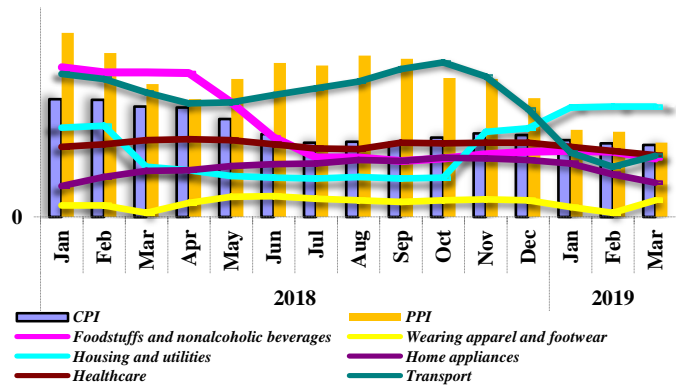 0
Jan Feb Mar Apr May Jun Jul Aug Sep Oct Nov Dec Jan Feb Mar
2018 2019
CPI PPI
Foodstuffs and nonalcoholic beverages Wearing apparel and footwear
Housing and utilities Home appliances
Healthcare Transport